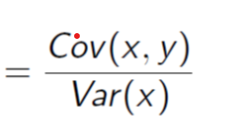 = Cov(x, y)
Var(x)